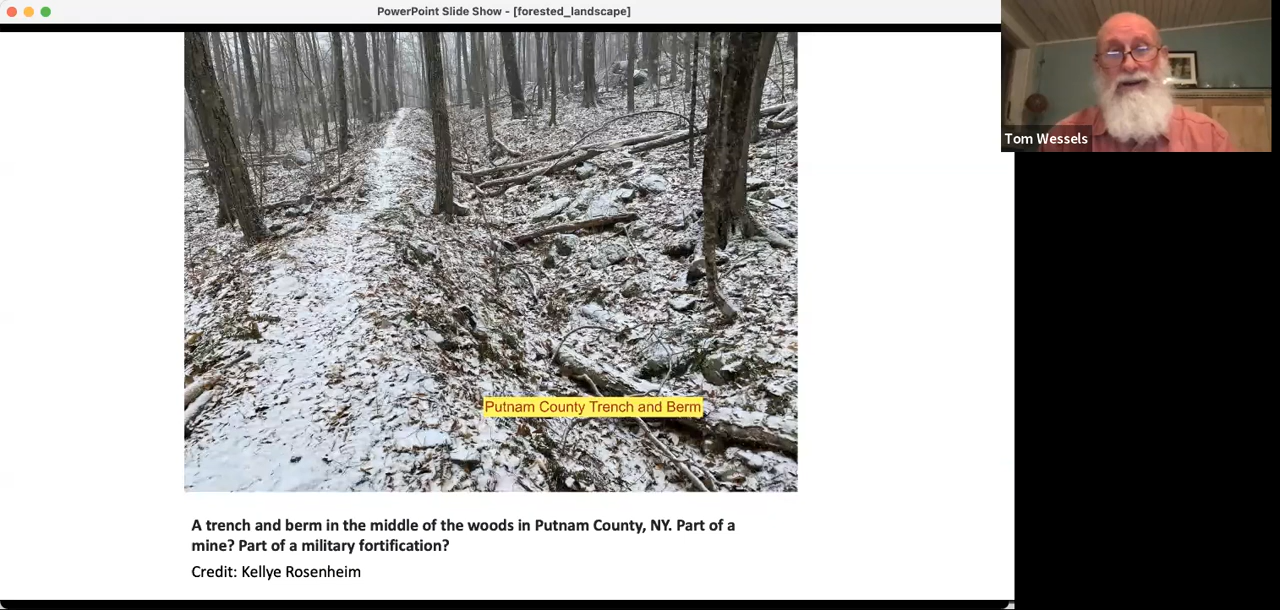 PowerPoint Slide Show - [forested_landscape]
Tom Wessels
Putnam County Trench and Berm
A trench and berm in the middle of the woods in Putnam County, NY. Part of a
mine? Part of a military fortification?
Credit: Kellye Rosenheim